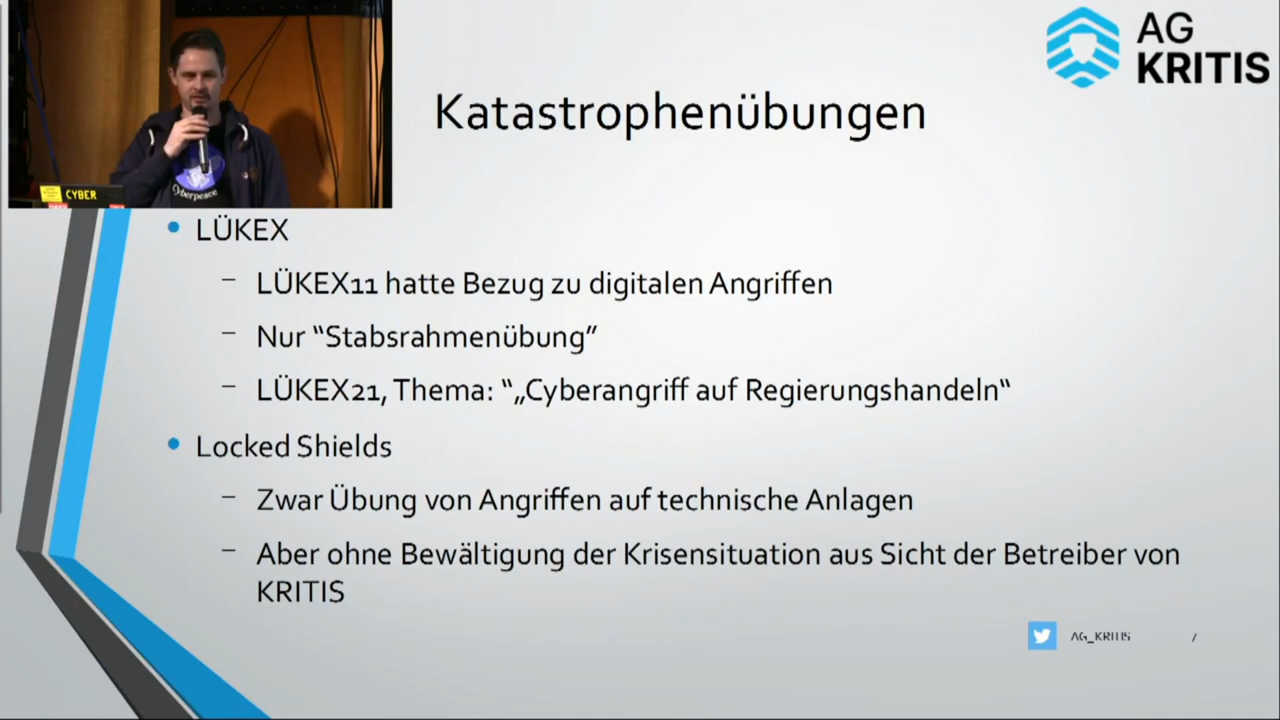 AG
KRITIS
Katastrophenübungen
CYBER
Cyberpeace
LÜKEX
LÜKEX11 hatte Bezug zu digitalen Angriffen
Nur “Stabsrahmenübung”
LÜKEX21, Thema: “„Cyberangriff auf Regierungshandeln“
Locked Shields
Zwar Übung von Angriffen auf technische Anlagen
Aber ohne Bewältigung der Krisensituation aus Sicht der Betreiber von
KRITIS
AG_KRITIS